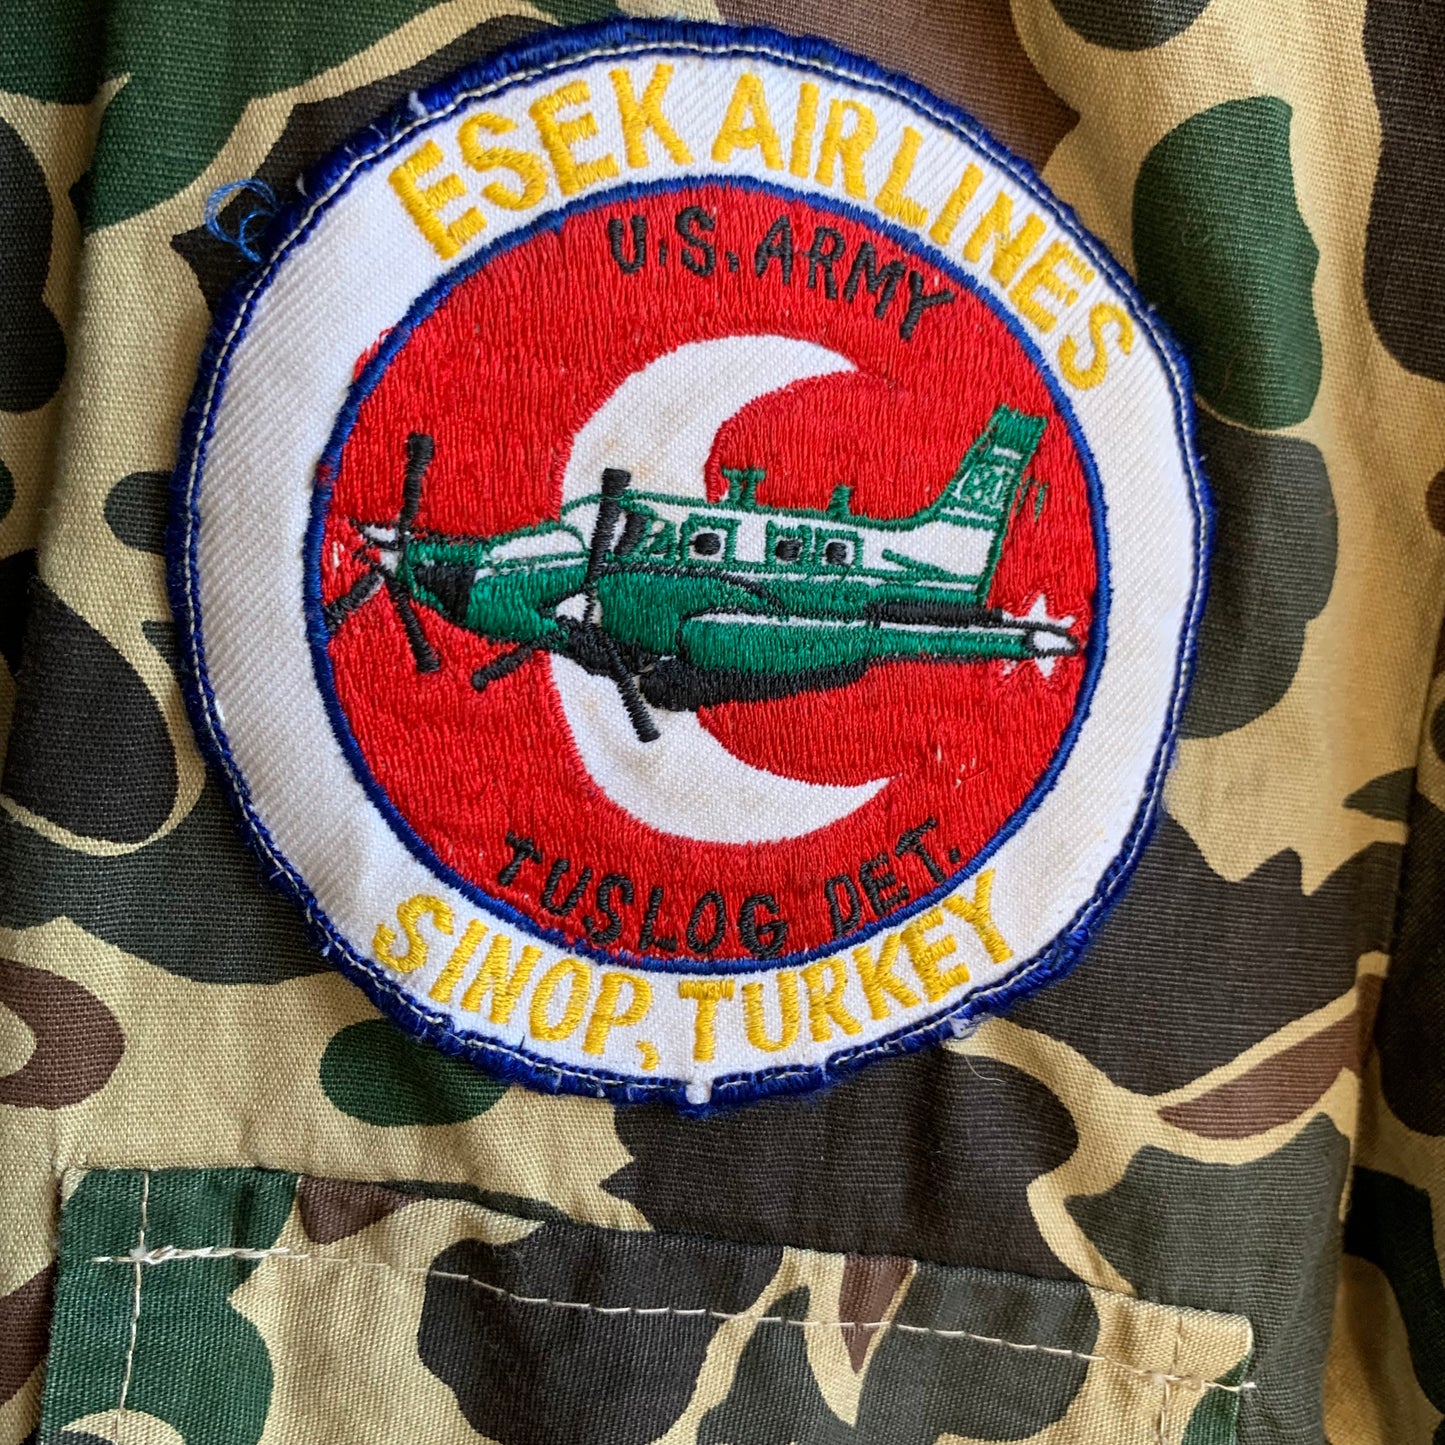 ESEK AIRLINES
U.S. ARMY
TUSLOG DET.
SINOP, TURKEY